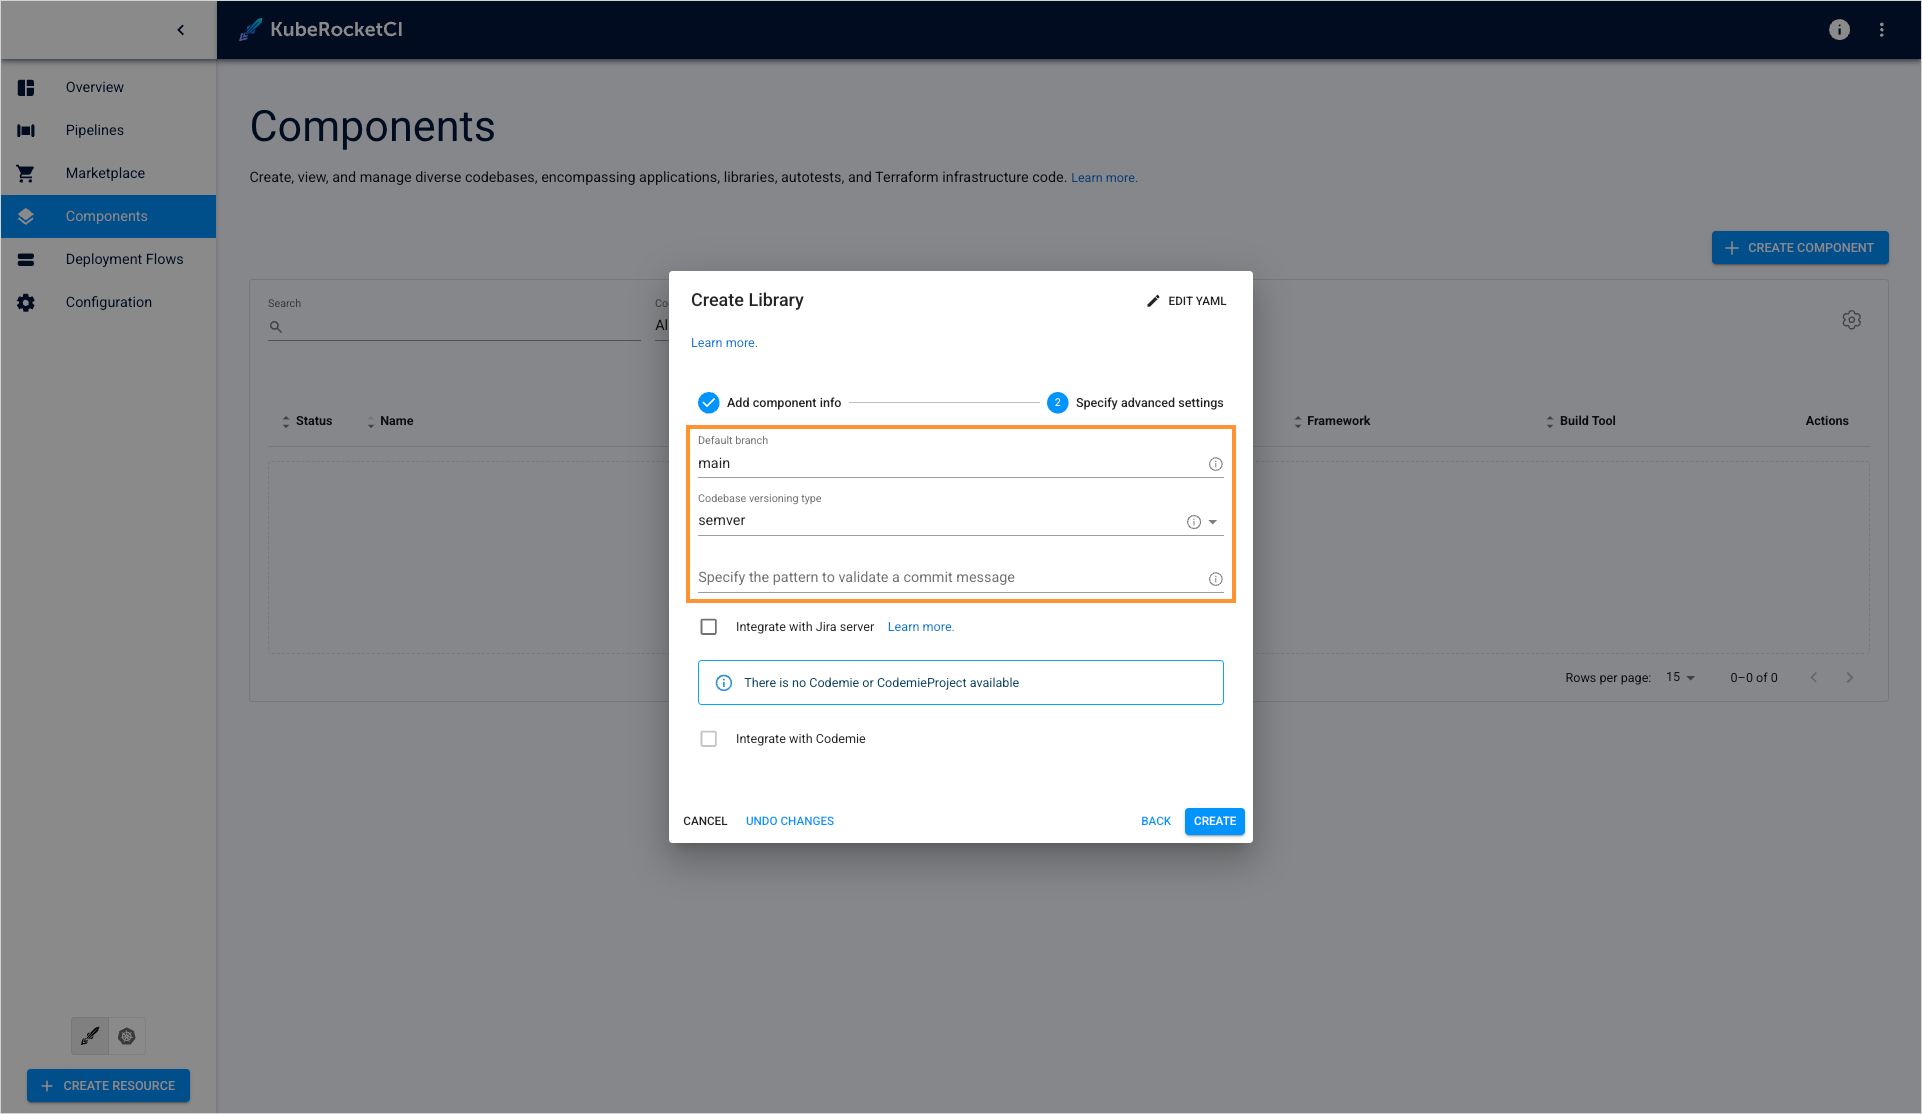 KubeRocketCI
Overview
Pipelines
Marketplace
Components
Deployment Flows
Configuration
Components
Create, view, and manage diverse codebases, encompassing applications, libraries, autotests, and Terraform infrastructure code. Learn more.
CREATE COMPONENT
Search
Co
Al
Status
Name
Framework
Build Tool
Actions
Rows per page: 15
0–0 of 0
Create Library
EDIT YAML
Learn more.
Add component info
2 Specify advanced settings
Default branch
main
Codebase versioning type
semver
Specify the pattern to validate a commit message
Integrate with Jira server Learn more.
There is no Codemie or CodemieProject available
Integrate with Codemie
CANCEL
UNDO CHANGES
BACK
CREATE
CREATE RESOURCE